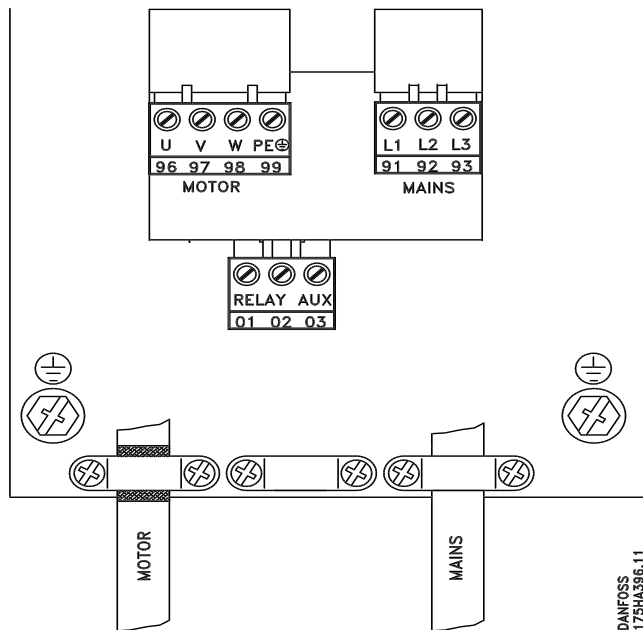 U V W PE
96 97 98 99
MOTOR
L1 L2 L3
91 92 93
MAINS
RELAY AUX
01 02 03
MOTOR
MAINS
DANFOSS
175HA396.11